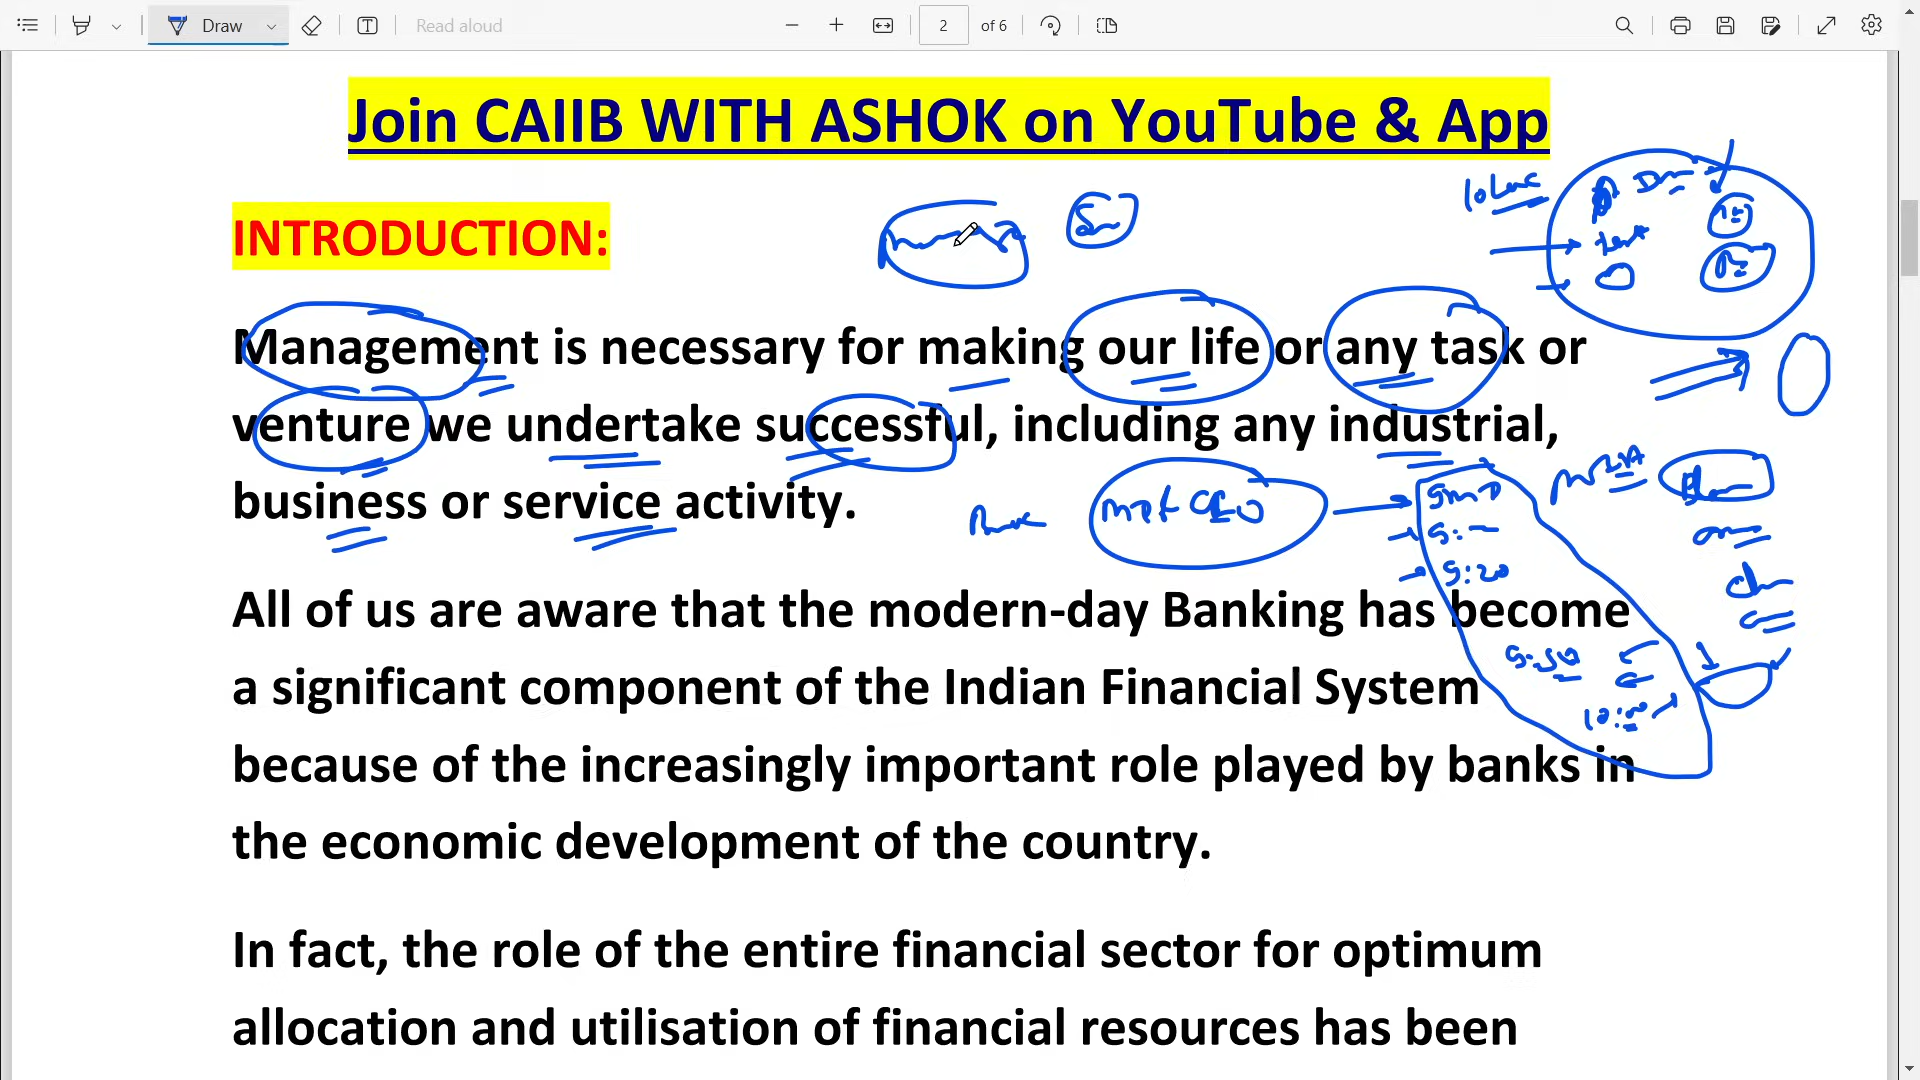 Draw
Read aloud
2 of 6
Join CAIIB WITH ASHOK on YouTube & App
INTRODUCTION:
Management is necessary for making our life or any task or
venture we undertake successful, including any industrial,
business or service activity.
All of us are aware that the modern-day Banking has become
a significant component of the Indian Financial System
because of the increasingly important role played by banks in
the economic development of the country.
In fact, the role of the entire financial sector for optimum
allocation and utilisation of financial resources has been